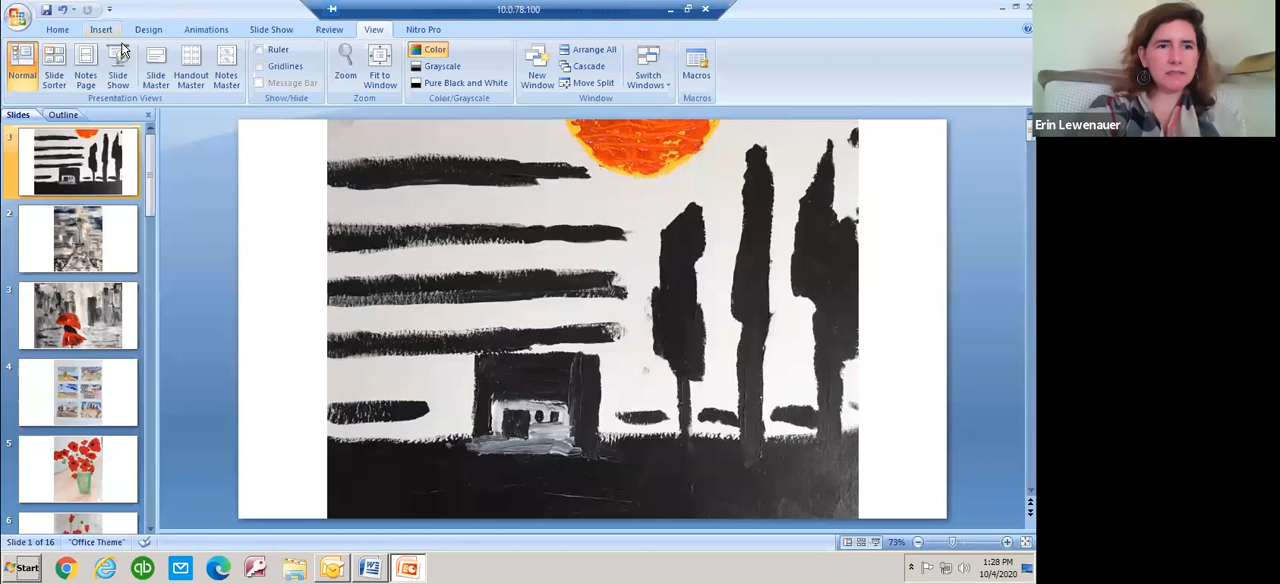 10.0.78.100
Home Insert Design Animations Slide Show Review View Nitro Pro
Normal Slide Sorter Notes Page Slide Show Slide Master Handout Master Notes Master
Presentation Views
Ruler
Gridlines
Message Bar
Show/Hide
Zoom Fit to Window
Zoom
Color
Grayscale
Pure Black and White
Color/Grayscale
New Window
Arrange All
Cascade
Move Split
Switch Windows
Window
Macros
Macros
Erin Lewenauer
Slides Outline
1
2
3
4
5
6
Slide 1 of 16 "Office Theme" 73%
Start
1:28 PM
10/4/2020